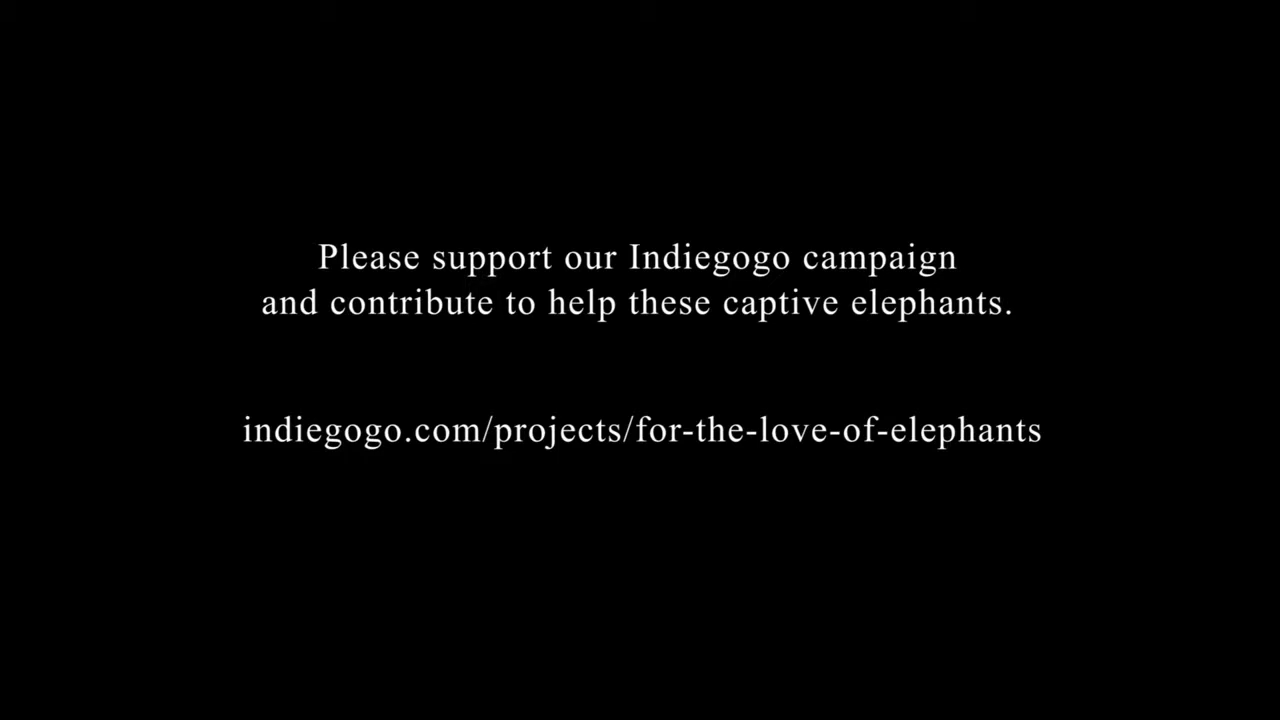 Please support our Indiegogo campaign
and contribute to help these captive elephants.
indiegogo.com/projects/for-the-love-of-elephants